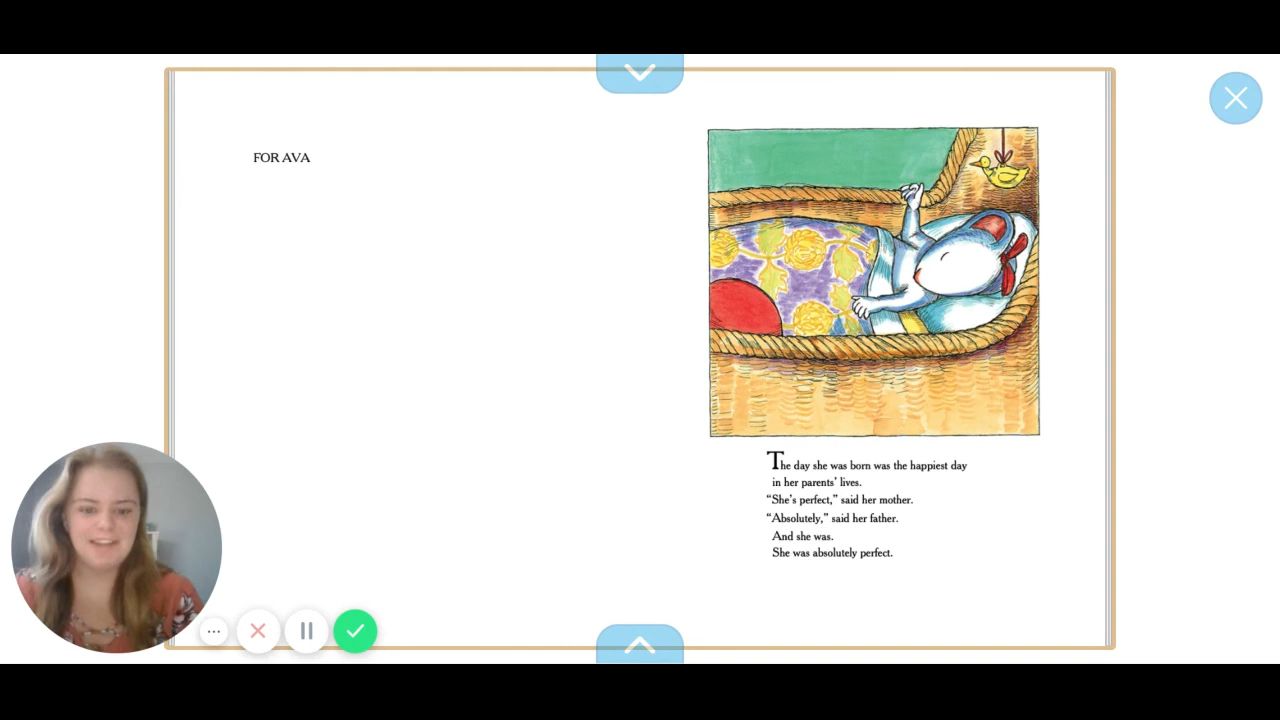 FOR AVA
The day she was born was the happiest day
in her parents’ lives.
“She’s perfect,” said her mother.
“Absolutely,” said her father.
And she was.
She was absolutely perfect.